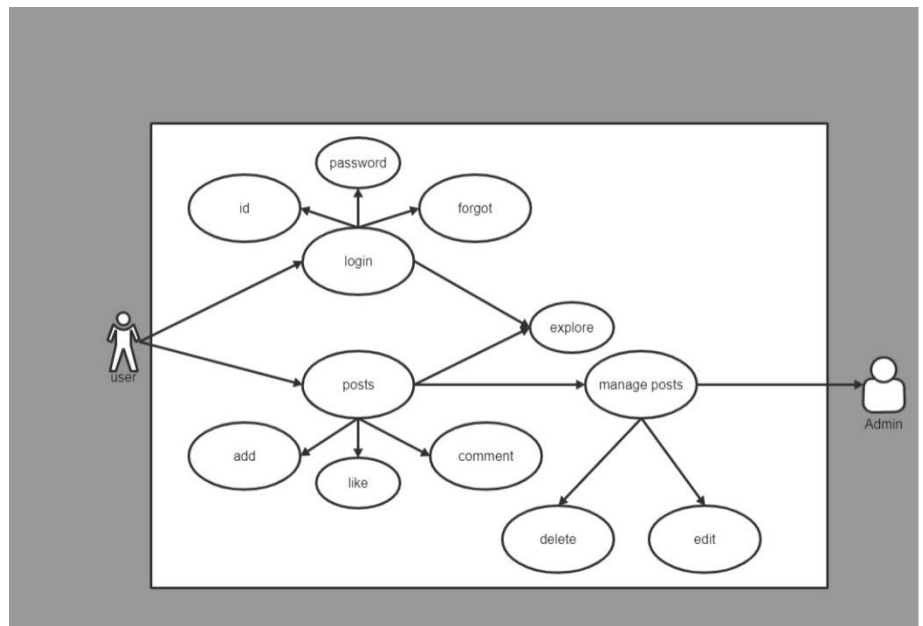 password
id
forgot
login
explore
user
posts
manage posts
Admin
add
comment
like
delete
edit